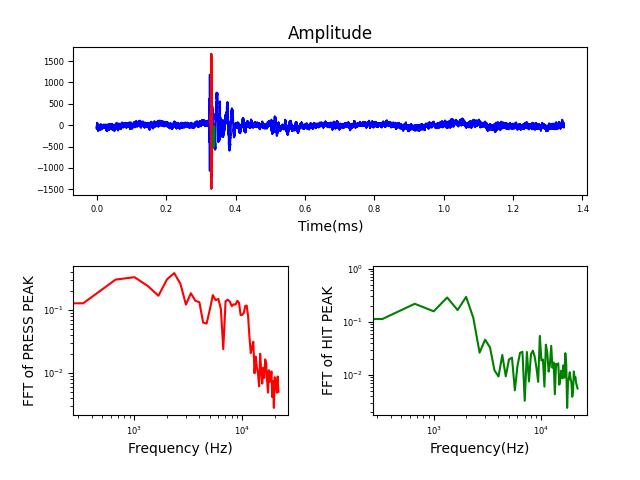 Amplitude
1500
1000
500
0
−500
−1000
−1500
0.0 0.2 0.4 0.6 0.8 1.0 1.2 1.4
Time(ms)
FFT of PRESS PEAK
10⁻¹
10⁻²
10³ 10⁴
Frequency (Hz)
FFT of HIT PEAK
10⁰
10⁻¹
10⁻²
10³ 10⁴
Frequency(Hz)